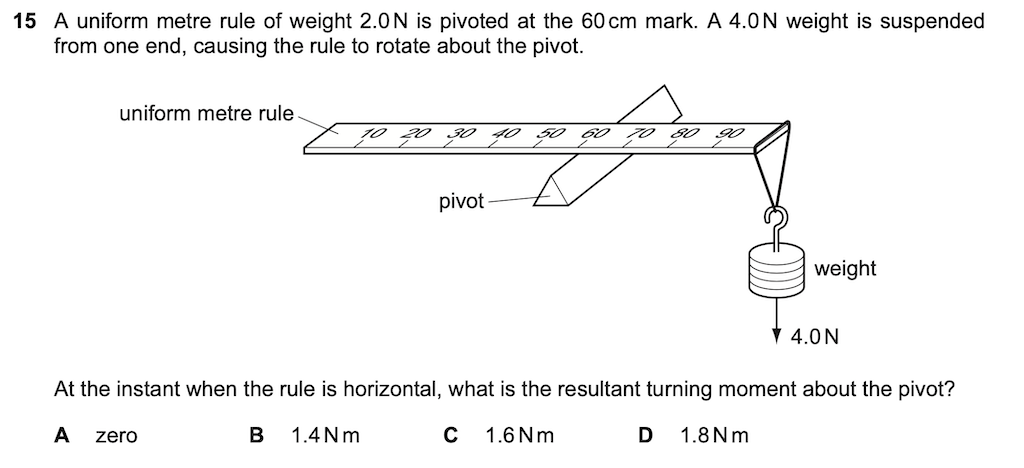 15 A uniform metre rule of weight 2.0 N is pivoted at the 60 cm mark. A 4.0 N weight is suspended
from one end, causing the rule to rotate about the pivot.
uniform metre rule
10 20 30 40 50 60 70 80 90
pivot
weight
4.0 N
At the instant when the rule is horizontal, what is the resultant turning moment about the pivot?
A zero B 1.4 N m C 1.6 N m D 1.8 N m